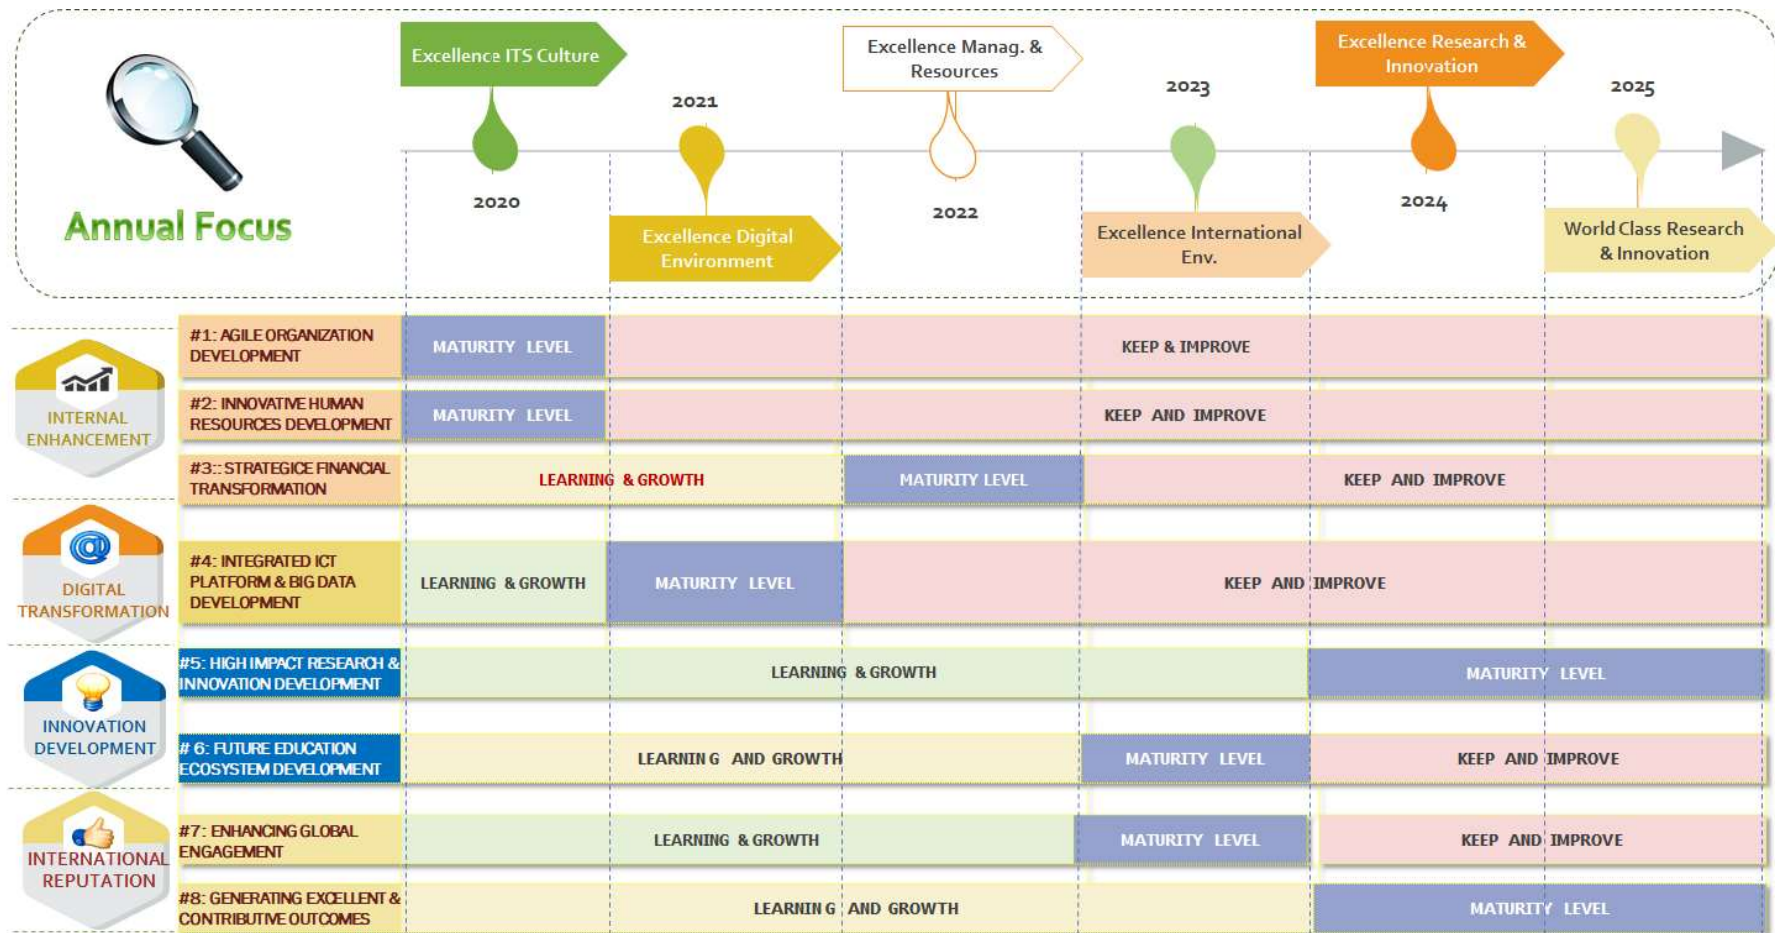 Excellence ITS Culture
2020
2021
Excellence Digital
Environment
Excellence Manag. &
Resources
2022
2023
Excellence International
Env.
Excellence Research &
Innovation
2024
2025
World Class Research
& Innovation
Annual Focus
INTERNAL
ENHANCEMENT
#1: AGILE ORGANIZATION
DEVELOPMENT
MATURITY LEVEL
KEEP & IMPROVE
#2: INNOVATIVE HUMAN
RESOURCES DEVELOPMENT
MATURITY LEVEL
KEEP AND IMPROVE
#3:: STRATEGICE FINANCIAL
TRANSFORMATION
LEARNING & GROWTH
MATURITY LEVEL
KEEP AND IMPROVE
DIGITAL
TRANSFORMATION
#4: INTEGRATED ICT
PLATFORM & BIG DATA
DEVELOPMENT
LEARNING & GROWTH
MATURITY LEVEL
KEEP AND IMPROVE
INNOVATION
DEVELOPMENT
#5: HIGH IMPACT RESEARCH &
INNOVATION DEVELOPMENT
LEARNING & GROWTH
MATURITY LEVEL
# 6: FUTURE EDUCATION
ECOSYSTEM DEVELOPMENT
LEARNIN G AND GROWTH
MATURITY LEVEL
KEEP AND IMPROVE
INTERNATIONAL
REPUTATION
#7: ENHANCING GLOBAL
ENGAGEMENT
LEARNING & GROWTH
MATURITY LEVEL
KEEP AND IMPROVE
#8: GENERATING EXCELLENT &
CONTRIBUTIVE OUTCOMES
LEARNIN G AND GROWTH
MATURITY LEVEL